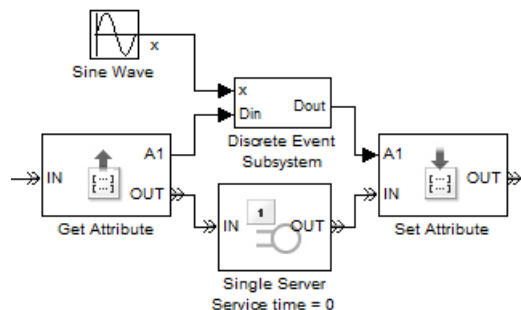 x
Sine Wave
x
Din
Dout
Discrete Event
Subsystem
IN
A1
[...]
OUT
Get Attribute
IN
1
OUT
Single Server
Service time = 0
A1
IN
[...]
OUT
Set Attribute